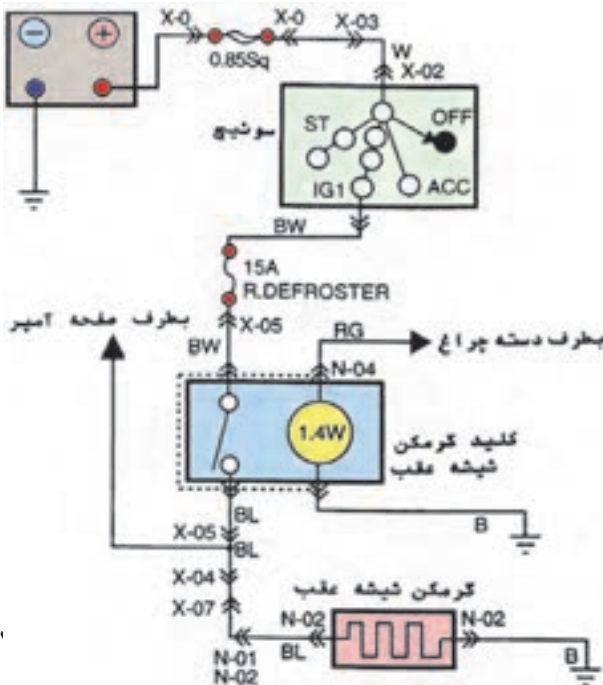 X-0
X-0
X-03
0.85Sq
W
X-02
سوئیچ
ST
OFF
IG1
ACC
BW
15A
R.DEFROSTER
بطرف صفحه آمپر
X-05
RG
بطرف دسته چراغ
BW
N-04
1.4W
کلید گرمکن
شیشه عقب
BL
X-05
BL
B
X-04
گرمکن شیشه عقب
X-07
N-02
N-02
N-01
BL
B
N-02